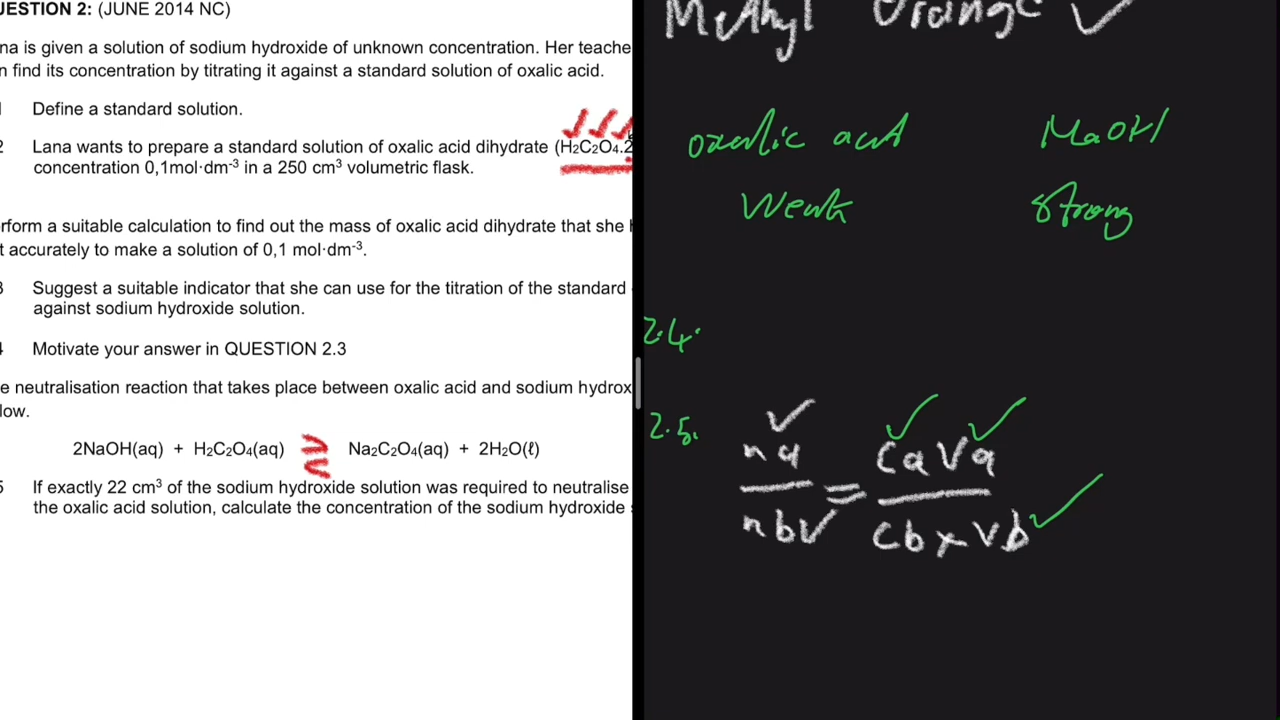 JESTION 2: (JUNE 2014 NC)
na is given a solution of sodium hydroxide of unknown concentration. Her teache
n find its concentration by titrating it against a standard solution of oxalic acid.
Define a standard solution.
2 Lana wants to prepare a standard solution of oxalic acid dihydrate (H₂C₂O₄.2
concentration 0,1mol·dm⁻³ in a 250 cm³ volumetric flask.
rform a suitable calculation to find out the mass of oxalic acid dihydrate that she h
t accurately to make a solution of 0,1 mol·dm⁻³.
3 Suggest a suitable indicator that she can use for the titration of the standard
against sodium hydroxide solution.
4 Motivate your answer in QUESTION 2.3
e neutralisation reaction that takes place between oxalic acid and sodium hydrox
low.
2NaOH(aq) + H₂C₂O₄(aq) ⇌ Na₂C₂O₄(aq) + 2H₂O(ℓ)
5 If exactly 22 cm³ of the sodium hydroxide solution was required to neutralise
the oxalic acid solution, calculate the concentration of the sodium hydroxide s
Methyl Orange ✓
oxalic acid NaOH
Weak Strong
2.4.
2.5.
na = CaVa
nb Cb × Vb